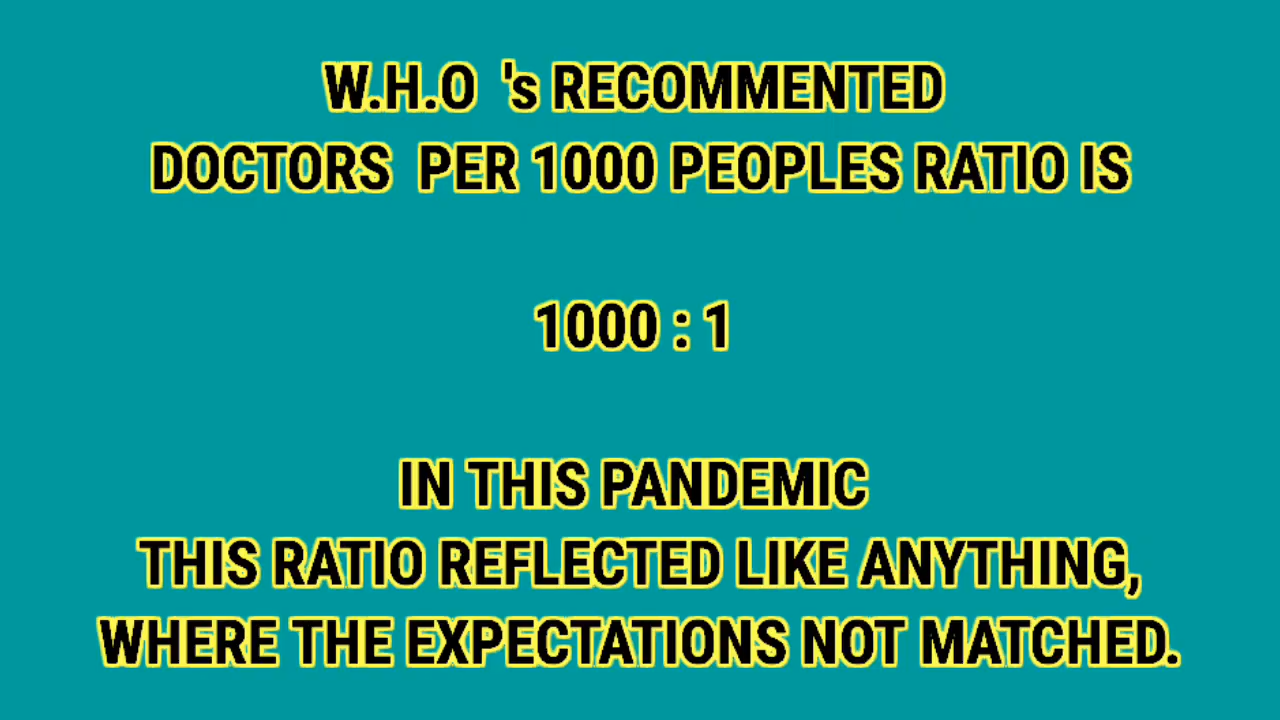 W.H.O 's RECOMMENTED
DOCTORS PER 1000 PEOPLES RATIO IS
1000 : 1
IN THIS PANDEMIC
THIS RATIO REFLECTED LIKE ANYTHING,
WHERE THE EXPECTATIONS NOT MATCHED.